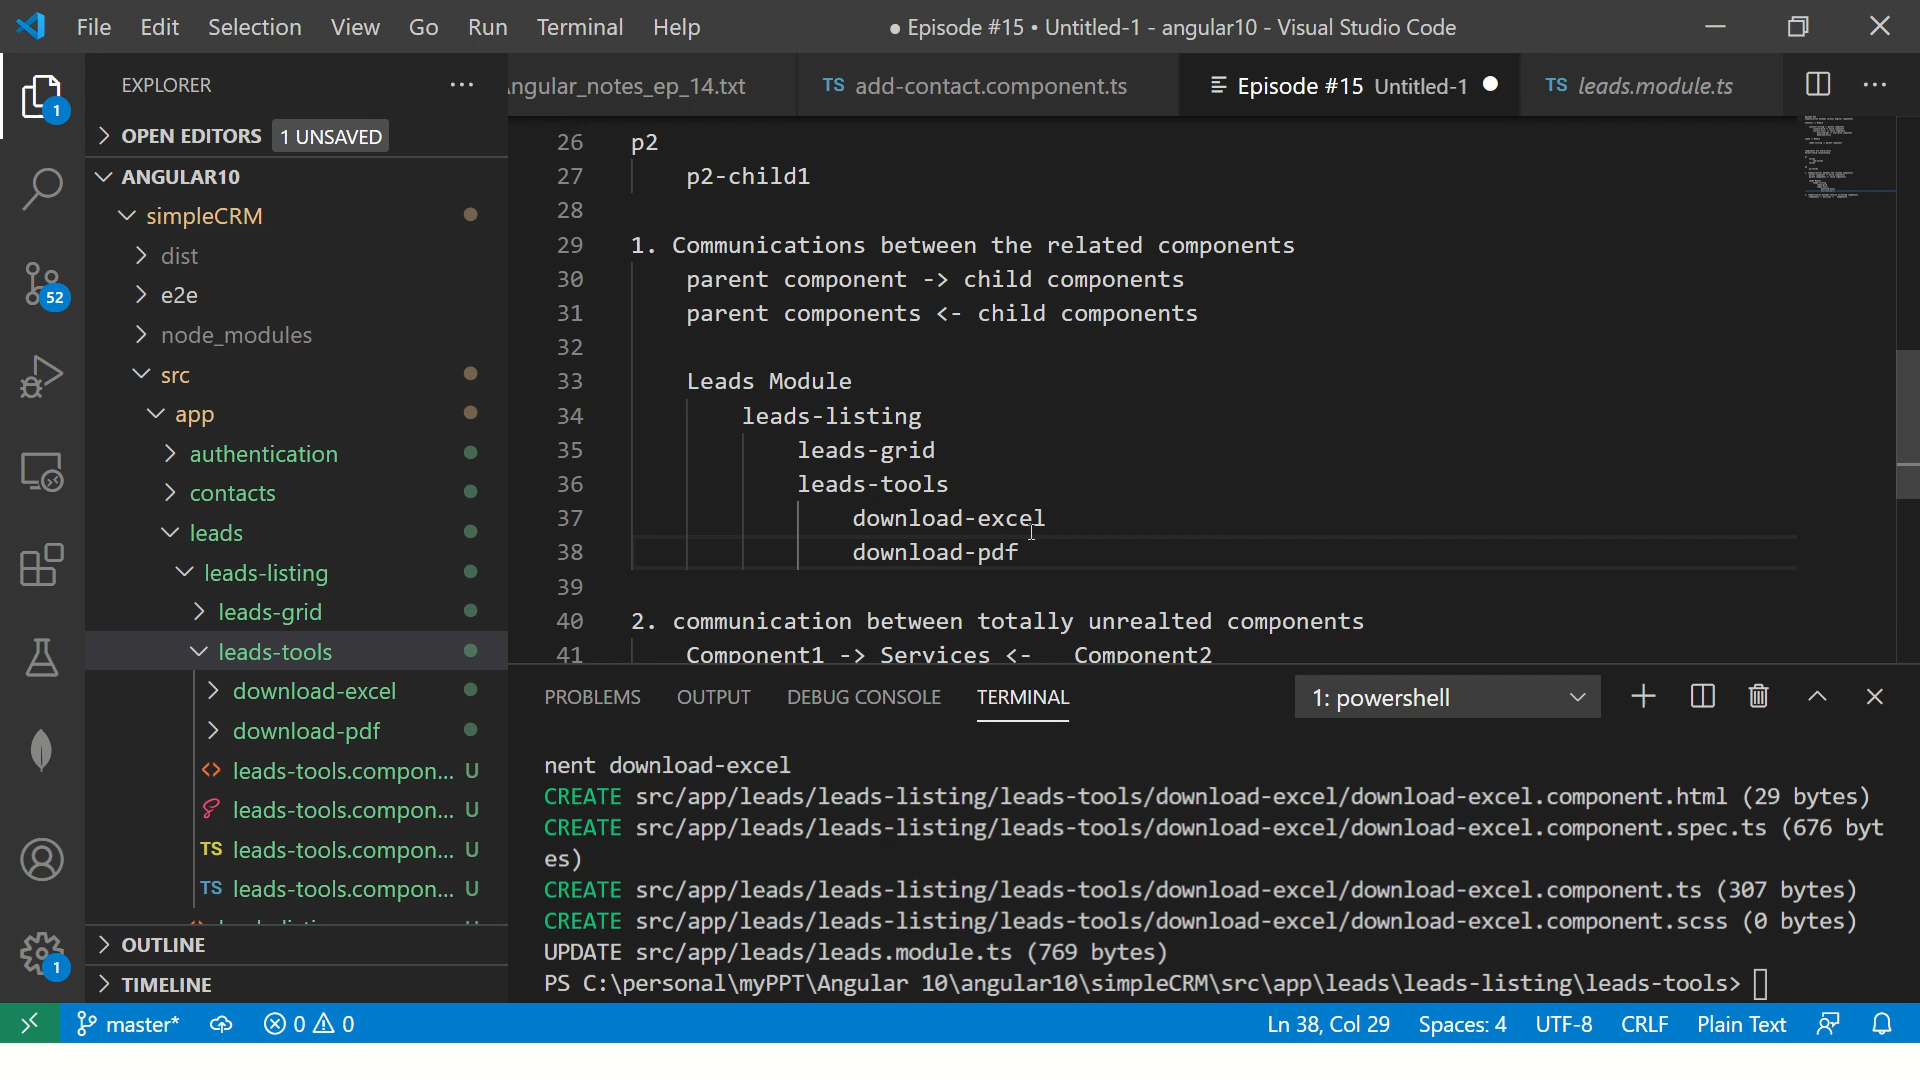 File Edit Selection View Go Run Terminal Help ● Episode #15 • Untitled-1 - angular10 - Visual Studio Code
EXPLORER
ngular_notes_ep_14.txt TS add-contact.component.ts Episode #15 Untitled-1 ● TS leads.module.ts
1
OPEN EDITORS 1 UNSAVED
ANGULAR10
simpleCRM
dist
e2e
node_modules
src
app
authentication
contacts
leads
leads-listing
leads-grid
leads-tools
download-excel
download-pdf
leads-tools.compon... U
leads-tools.compon... U
TS leads-tools.compon... U
TS leads-tools.compon... U
OUTLINE
TIMELINE
52
1
26 p2
27 p2-child1
28
29 1. Communications between the related components
30 parent component -> child components
31 parent components <- child components
32
33 Leads Module
34 leads-listing
35 leads-grid
36 leads-tools
37 download-excel
38 download-pdf
39
40 2. communication between totally unrealted components
41 Component1 -> Services <- Component2
PROBLEMS OUTPUT DEBUG CONSOLE TERMINAL 1: powershell
nent download-excel
CREATE src/app/leads/leads-listing/leads-tools/download-excel/download-excel.component.html (29 bytes)
CREATE src/app/leads/leads-listing/leads-tools/download-excel/download-excel.component.spec.ts (676 byt
es)
CREATE src/app/leads/leads-listing/leads-tools/download-excel/download-excel.component.ts (307 bytes)
CREATE src/app/leads/leads-listing/leads-tools/download-excel/download-excel.component.scss (0 bytes)
UPDATE src/app/leads/leads.module.ts (769 bytes)
PS C:\personal\myPPT\Angular 10\angular10\simpleCRM\src\app\leads\leads-listing\leads-tools>
master* 0 0 Ln 38, Col 29 Spaces: 4 UTF-8 CRLF Plain Text